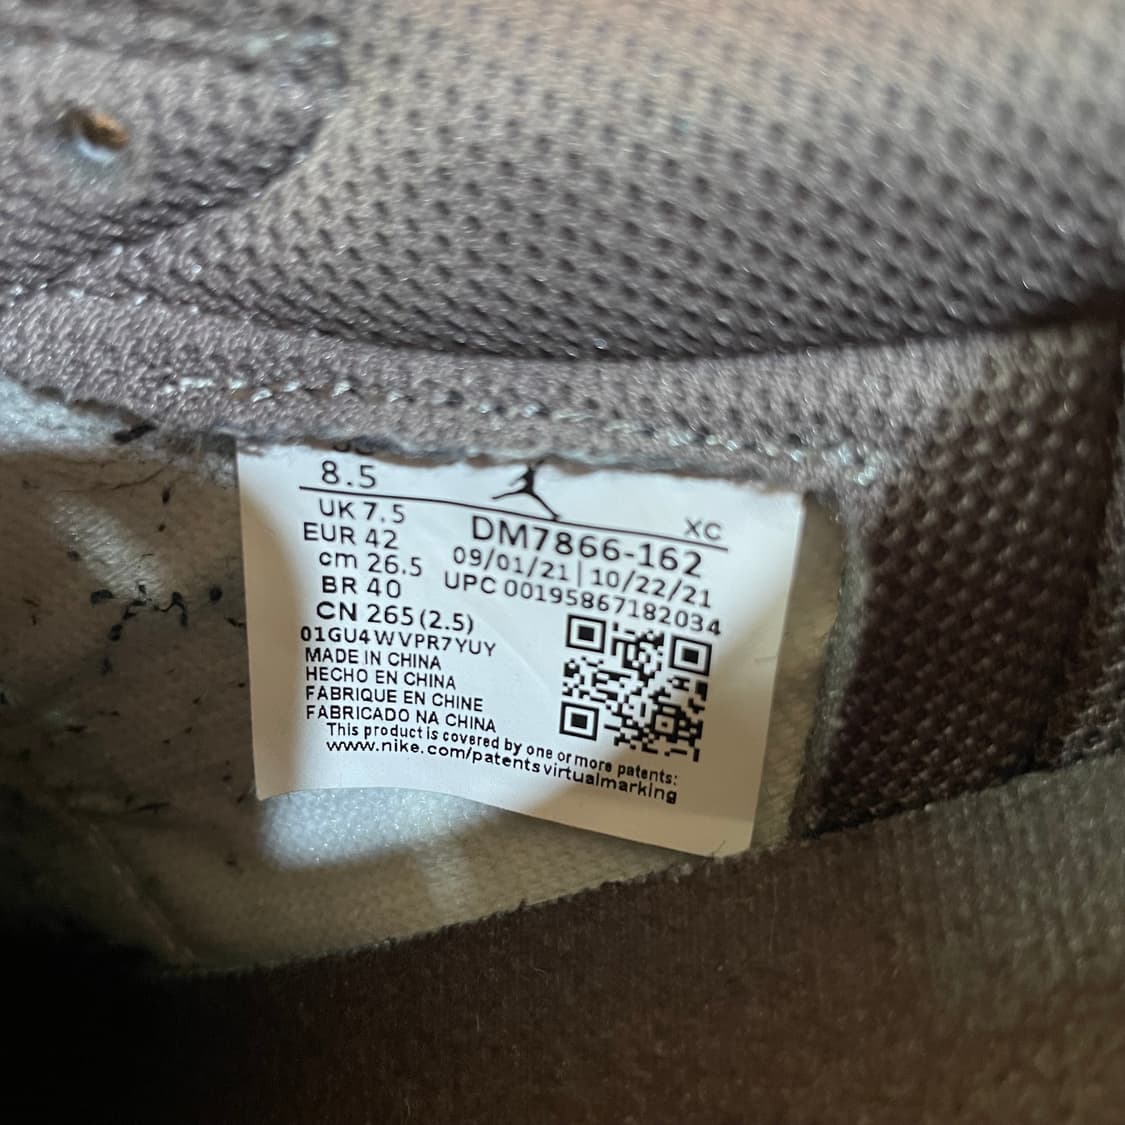 8.5
UK 7.5
EUR 42
cm 26.5
BR 40
CN 265(2.5)
01GU4WVPR7YUY
MADE IN CHINA
HECHO EN CHINA
FABRIQUE EN CHINE
FABRICADO NA CHINA
XC
DM7866-162
09/01/21|10/22/21
UPC 00195867182034
This product is covered by one or more patents:
www.nike.com/patentsvirtualmarking